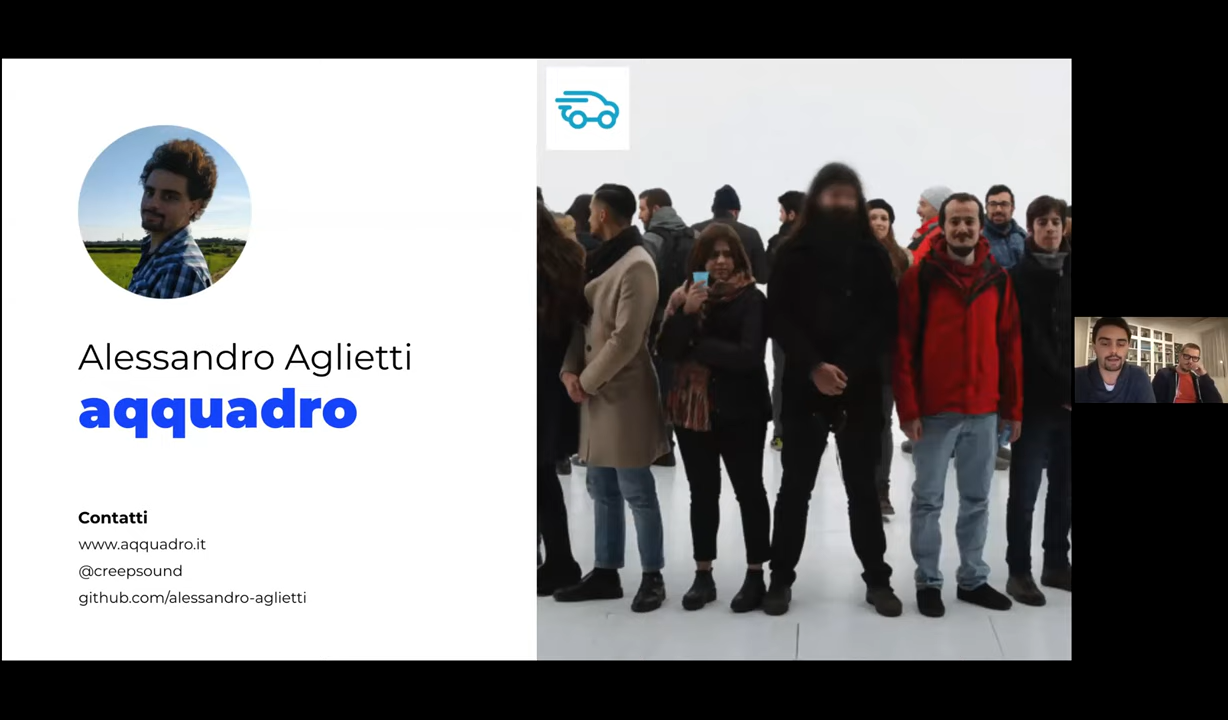 Alessandro Aglietti
aqquadro
Contatti
www.aqquadro.it
@creepsound
github.com/alessandro-aglietti